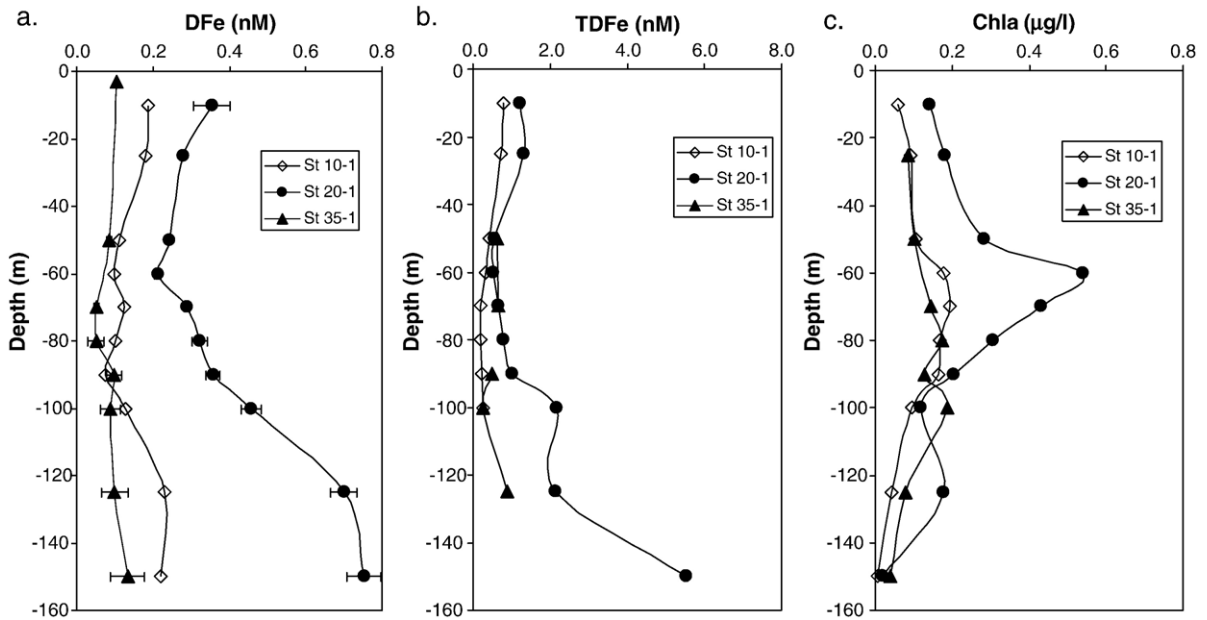 a.
DFe (nM)
0.0 0.2 0.4 0.6 0.8
0
-20
-40
-60
-80
-100
-120
-140
-160
Depth (m)
St 10-1
St 20-1
St 35-1
b.
TDFe (nM)
0.0 2.0 4.0 6.0 8.0
0
-20
-40
-60
-80
-100
-120
-140
-160
Depth (m)
St 10-1
St 20-1
St 35-1
c.
Chla (μg/l)
0.0 0.2 0.4 0.6 0.8
0
-20
-40
-60
-80
-100
-120
-140
-160
Depth (m)
St 10-1
St 20-1
St 35-1